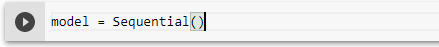 model = Sequential()